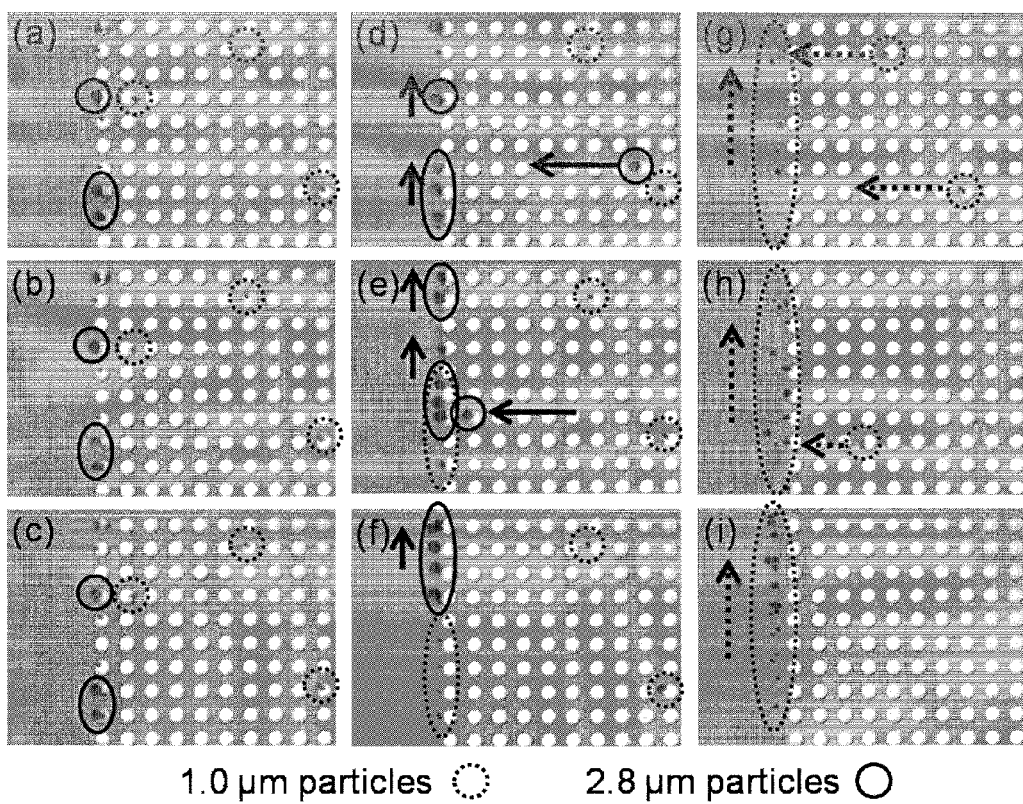 (a) (d) (g)
(b) (e) (h)
(c) (f) (i)
1.0 µm particles 2.8 µm particles